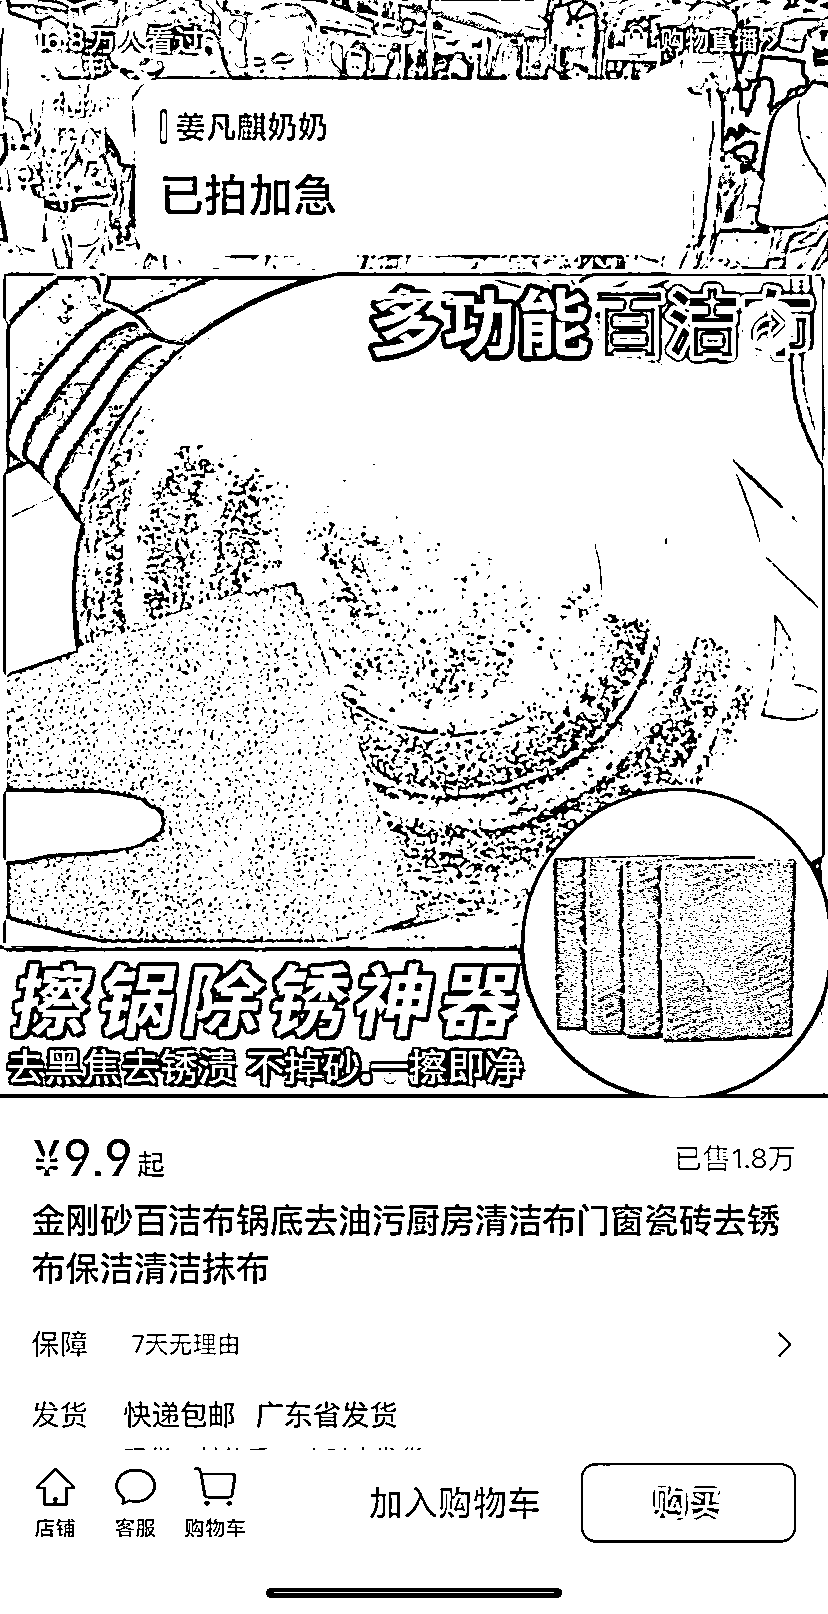 16.8万人看过
购物直播
姜凡麒奶奶
已拍加急
多功能百洁布
擦锅除锈神器
去黑焦去锈渍 不掉砂.一擦即净
¥9.9起
已售1.8万
金刚砂百洁布锅底去油污厨房清洁布门窗瓷砖去锈
布保洁清洁抹布
保障 7天无理由
发货 快递包邮 广东省发货
店铺 客服 购物车
加入购物车
购买